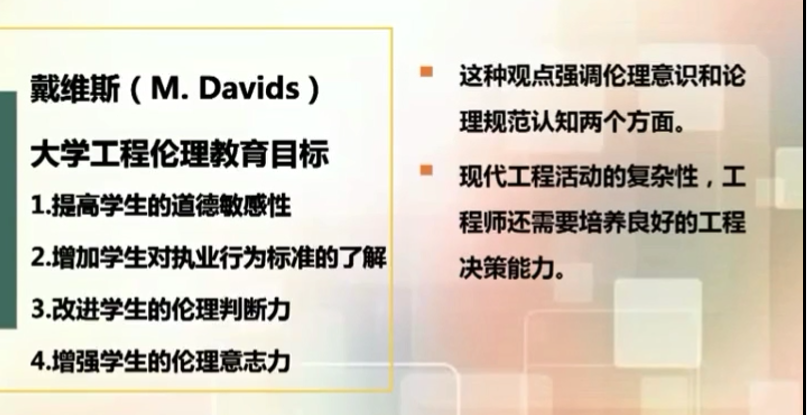 戴维斯（M. Davids）
大学工程伦理教育目标
1.提高学生的道德敏感性
2.增加学生对执业行为标准的了解
3.改进学生的伦理判断力
4.增强学生的伦理意志力
这种观点强调伦理意识和论
理规范认知两个方面。
现代工程活动的复杂性，工
程师还需要培养良好的工程
决策能力。